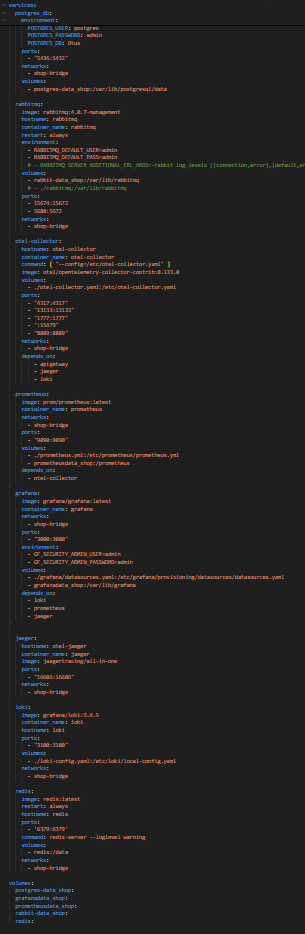 services:
  postgres_db:
    environment:
      POSTGRES_USER: postgres
      POSTGRES_PASSWORD: admin
      POSTGRES_DB: Otus
    ports:
      - "5436:5432"
    networks:
      - shop-bridge
    volumes:
      - postgres-data_shop:/var/lib/postgresql/data
  rabbitmq:
    image: rabbitmq:4.0.7-management
    hostname: rabbitmq
    container_name: rabbitmq
    restart: always
    environment:
      - RABBITMQ_DEFAULT_USER=admin
      - RABBITMQ_DEFAULT_PASS=admin
      # - RABBITMQ_SERVER_ADDITIONAL_ERL_ARGS=-rabbit log_levels [{connection,error},{default,er
    volumes:
      - rabbit-data_shop:/var/lib/rabbitmq
      # - ./rabbitmq:/var/lib/rabbitmq
    ports:
      - 15674:15672
      - 5680:5672
    networks:
      - shop-bridge
  otel-collector:
    hostname: otel-collector
    container_name: otel-collector
    command: [ "--config=/etc/otel-collector.yaml" ]
    image: otel/opentelemetry-collector-contrib:0.133.0
    volumes:
      - ./otel-collector.yaml:/etc/otel-collector.yaml
    ports:
      - "4317:4317"
      - "13133:13133"
      - "1777:1777"
      - ":55679"
      - "8889:8889"
    networks:
      - shop-bridge
    depends_on:
      - apigetway
      - jaeger
      - loki
  prometheus:
    image: prom/prometheus:latest
    container_name: prometheus
    networks:
      - shop-bridge
    ports:
      - "9090:9090"
    volumes:
      - ./prometheus.yml:/etc/prometheus/prometheus.yml
      - prometheusdata_shop:/prometheus
    depends_on:
      - otel-collector
  grafana:
    image: grafana/grafana:latest
    container_name: grafana
    networks:
      - shop-bridge
    ports:
      - "3000:3000"
    environment:
      - GF_SECURITY_ADMIN_USER=admin
      - GF_SECURITY_ADMIN_PASSWORD=admin
    volumes:
      - ./grafana/datasources.yaml:/etc/grafana/provisioning/datasources/datasources.yaml
      - grafanadata_shop:/var/lib/grafana
    depends_on:
      - loki
      - prometheus
      - jaeger
  jaeger:
    hostname: otel-jaeger
    container_name: jaeger
    image: jaegertracing/all-in-one
    ports:
      - "16686:16686"
    networks:
      - shop-bridge
  loki:
    image: grafana/loki:3.4.5
    container_name: loki
    hostname: loki
    ports:
      - "3100:3100"
    volumes:
      - ./loki-config.yaml:/etc/loki/local-config.yaml
    networks:
      - shop-bridge
  redis:
    image: redis:latest
    restart: always
    hostname: redis
    ports:
      - '6379:6379'
    command: redis-server --loglevel warning
    volumes:
      - redis:/data
    networks:
      - shop-bridge
volumes:
  postgres-data_shop:
  grafanadata_shop:
  prometheusdata_shop:
  rabbit-data_shop:
  redis: